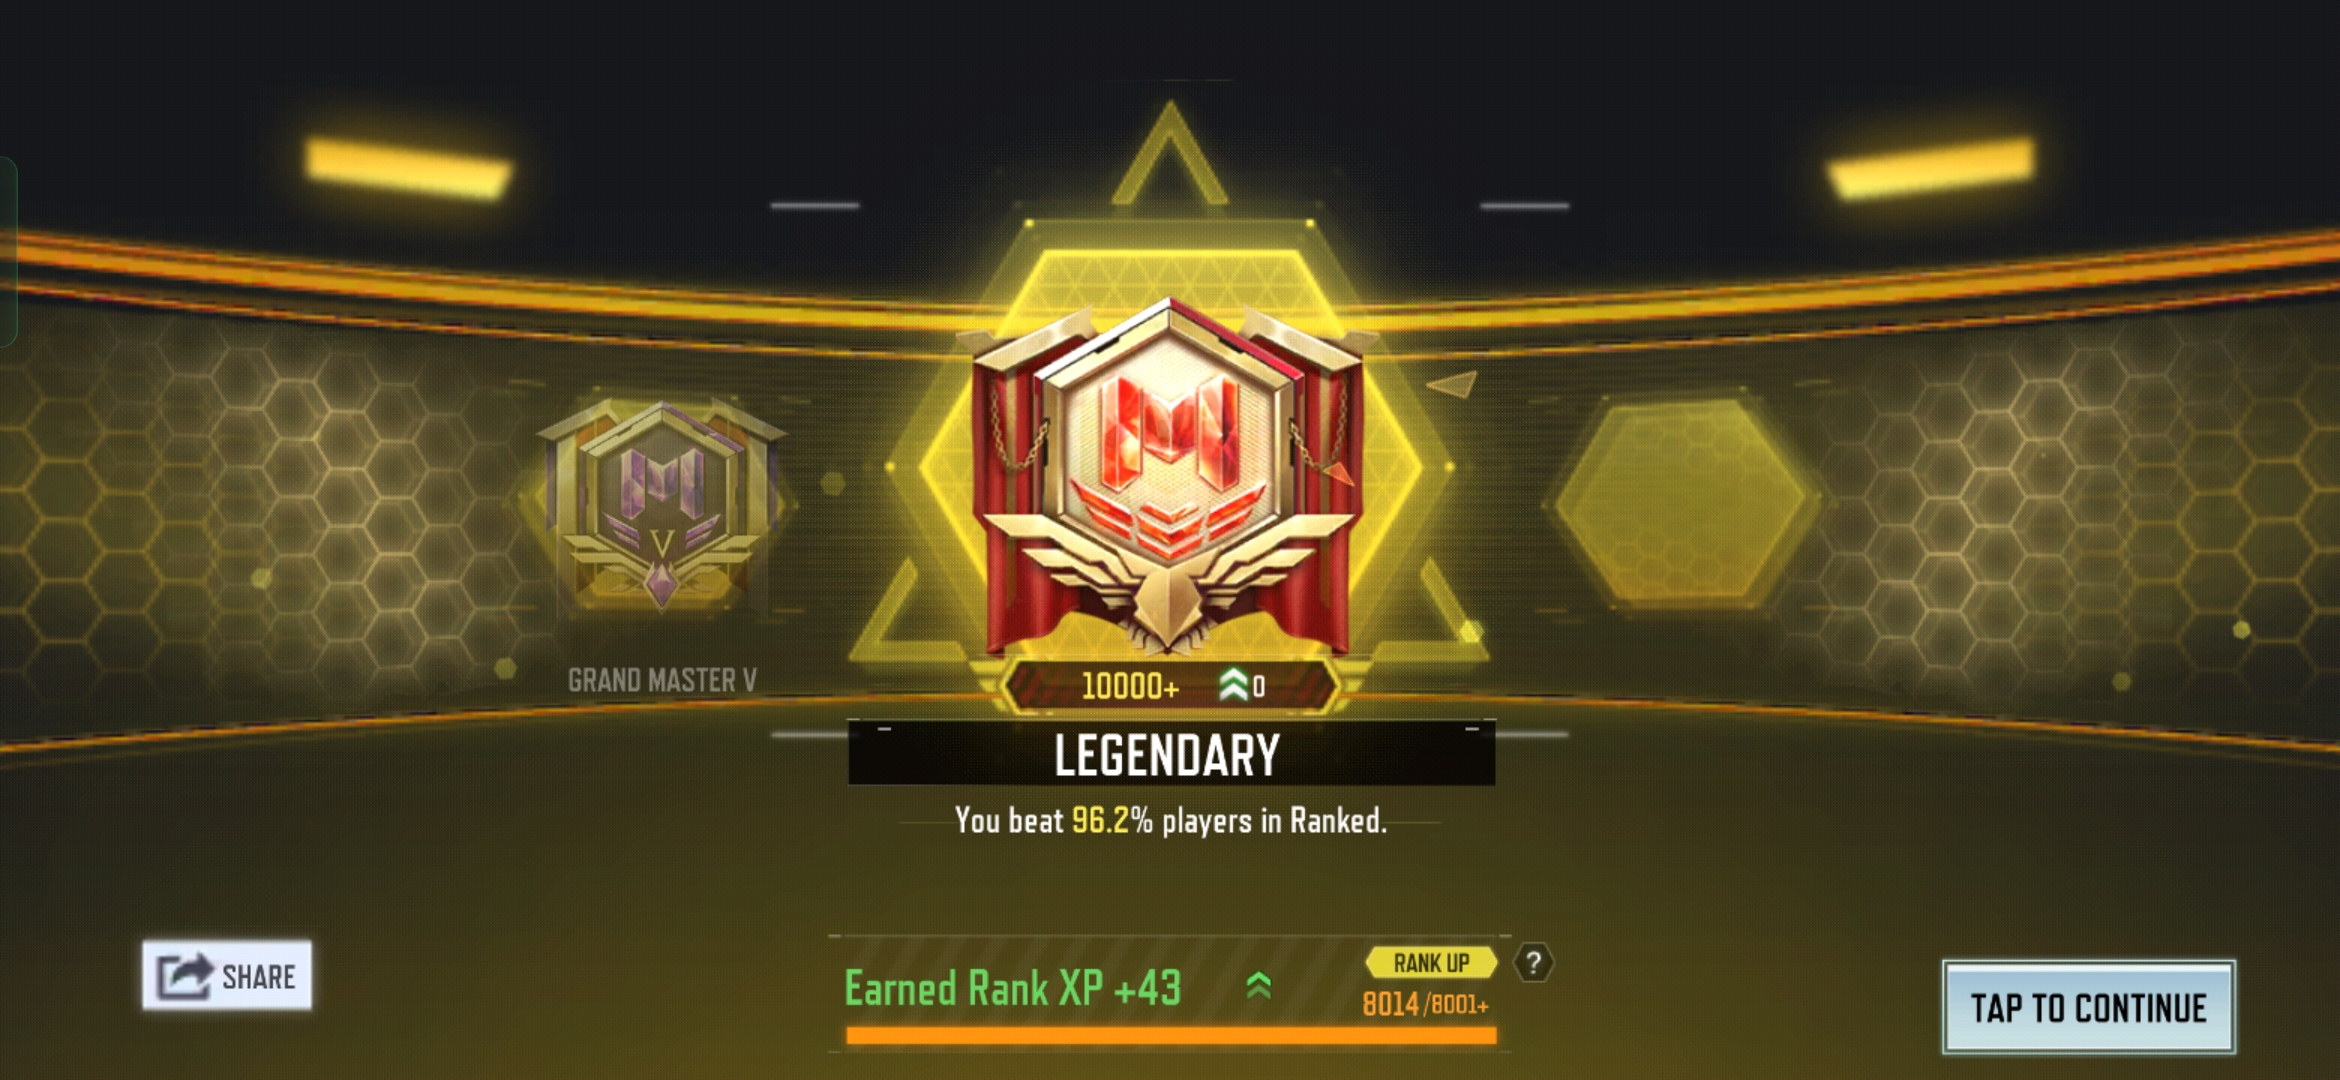 V
GRAND MASTER V
10000+ 0
LEGENDARY
You beat 96.2% players in Ranked.
SHARE
Earned Rank XP +43
RANK UP ?
8014/8001+
TAP TO CONTINUE